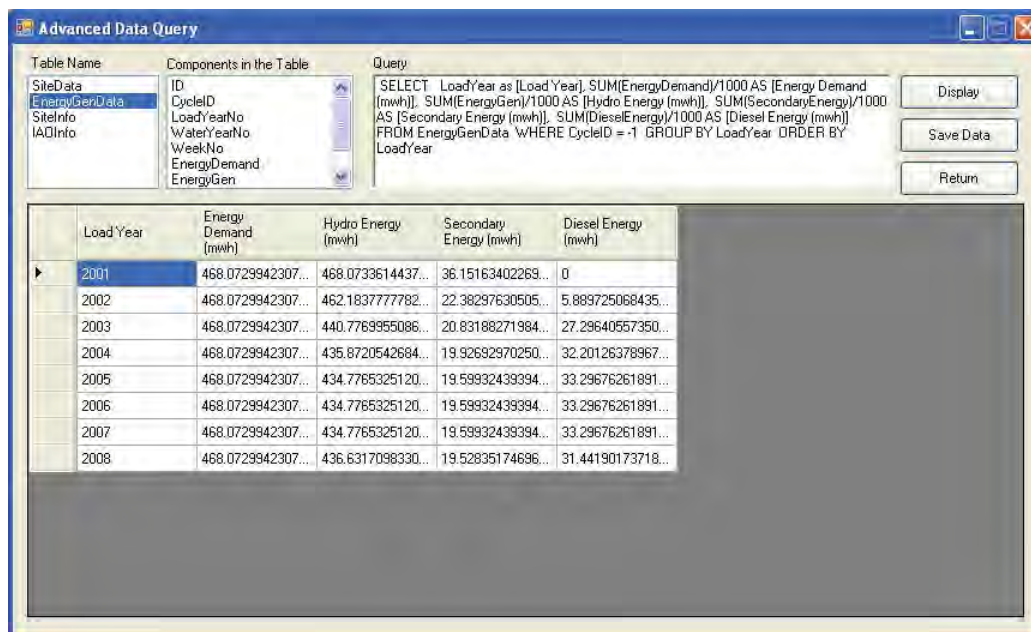 Advanced Data Query
Table Name
SiteData
EnergyGenData
SiteInfo
IAOInfo
Components in the Table
ID
CycleID
LoadYearNo
WaterYearNo
WeekNo
EnergyDemand
EnergyGen
Query
SELECT LoadYear as [Load Year], SUM(EnergyDemand)/1000 AS [Energy Demand
(mwh)], SUM(EnergyGen)/1000 AS [Hydro Energy (mwh)], SUM(SecondaryEnergy)/1000
AS [Secondary Energy (mwh)], SUM(DieselEnergy)/1000 AS [Diesel Energy (mwh)]
FROM EnergyGenData WHERE CycleID = -1 GROUP BY LoadYear ORDER BY
LoadYear
Display
Save Data
Return
Load Year
Energy
Demand
(mwh)
Hydro Energy
(mwh)
Secondary
Energy (mwh)
Diesel Energy
(mwh)
2001 468.0729942307... 468.0733614437... 36.15163402269... 0
2002 468.0729942307... 462.1837777782... 22.38297630505... 5.889725068435...
2003 468.0729942307... 440.7769955086... 20.83188271984... 27.29640557350...
2004 468.0729942307... 435.8720542684... 19.92692970250... 32.20126378967...
2005 468.0729942307... 434.7765325120... 19.59932439394... 33.29676261891...
2006 468.0729942307... 434.7765325120... 19.59932439394... 33.29676261891...
2007 468.0729942307... 434.7765325120... 19.59932439394... 33.29676261891...
2008 468.0729942307... 436.6317098330... 19.52835174696... 31.44190173718...